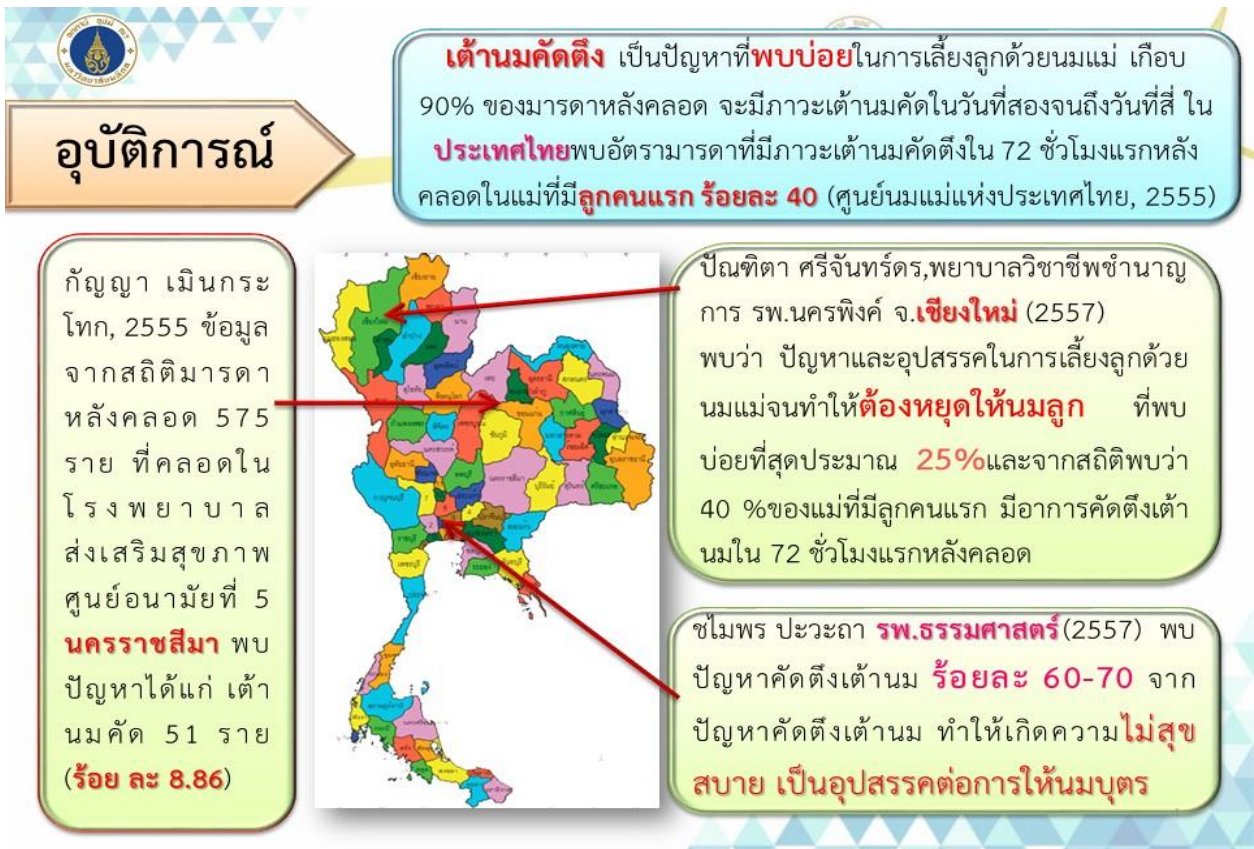 อุบัติการณ์
เต้านมคัดตึง เป็นปัญหาที่พบบ่อยในการเลี้ยงลูกด้วยนมแม่ เกือบ
90% ของมารดาหลังคลอด จะมีภาวะเต้านมคัดในวันที่สองจนถึงวันที่สี่ ใน
ประเทศไทยพบอัตรามารดาที่มีภาวะเต้านมคัดตึงใน 72 ชั่วโมงแรกหลัง
คลอดในแม่ที่มีลูกคนแรก ร้อยละ 40 (ศูนย์นมแม่แห่งประเทศไทย, 2555)
กัญญา เมินกระ
โทก, 2555 ข้อมูล
จากสถิติมารดา
หลังคลอด 575
ราย ที่คลอดใน
โรงพยาบาล
ส่งเสริมสุขภาพ
ศูนย์อนามัยที่ 5
นครราชสีมา พบ
ปัญหาได้แก่ เต้า
นมคัด 51 ราย
(ร้อย ละ 8.86)
ปัณฑิตา ศรีจันทร์ดร,พยาบาลวิชาชีพชำนาญ
การ รพ.นครพิงค์ จ.เชียงใหม่ (2557)
พบว่า ปัญหาและอุปสรรคในการเลี้ยงลูกด้วย
นมแม่จนทำให้ต้องหยุดให้นมลูก ที่พบ
บ่อยที่สุดประมาณ 25%และจากสถิติพบว่า
40 %ของแม่ที่มีลูกคนแรก มีอาการคัดตึงเต้า
นมใน 72 ชั่วโมงแรกหลังคลอด
ชไมพร ปะวะถา รพ.ธรรมศาสตร์(2557) พบ
ปัญหาคัดตึงเต้านม ร้อยละ 60-70 จาก
ปัญหาคัดตึงเต้านม ทำให้เกิดความไม่สุข
สบาย เป็นอุปสรรคต่อการให้นมบุตร